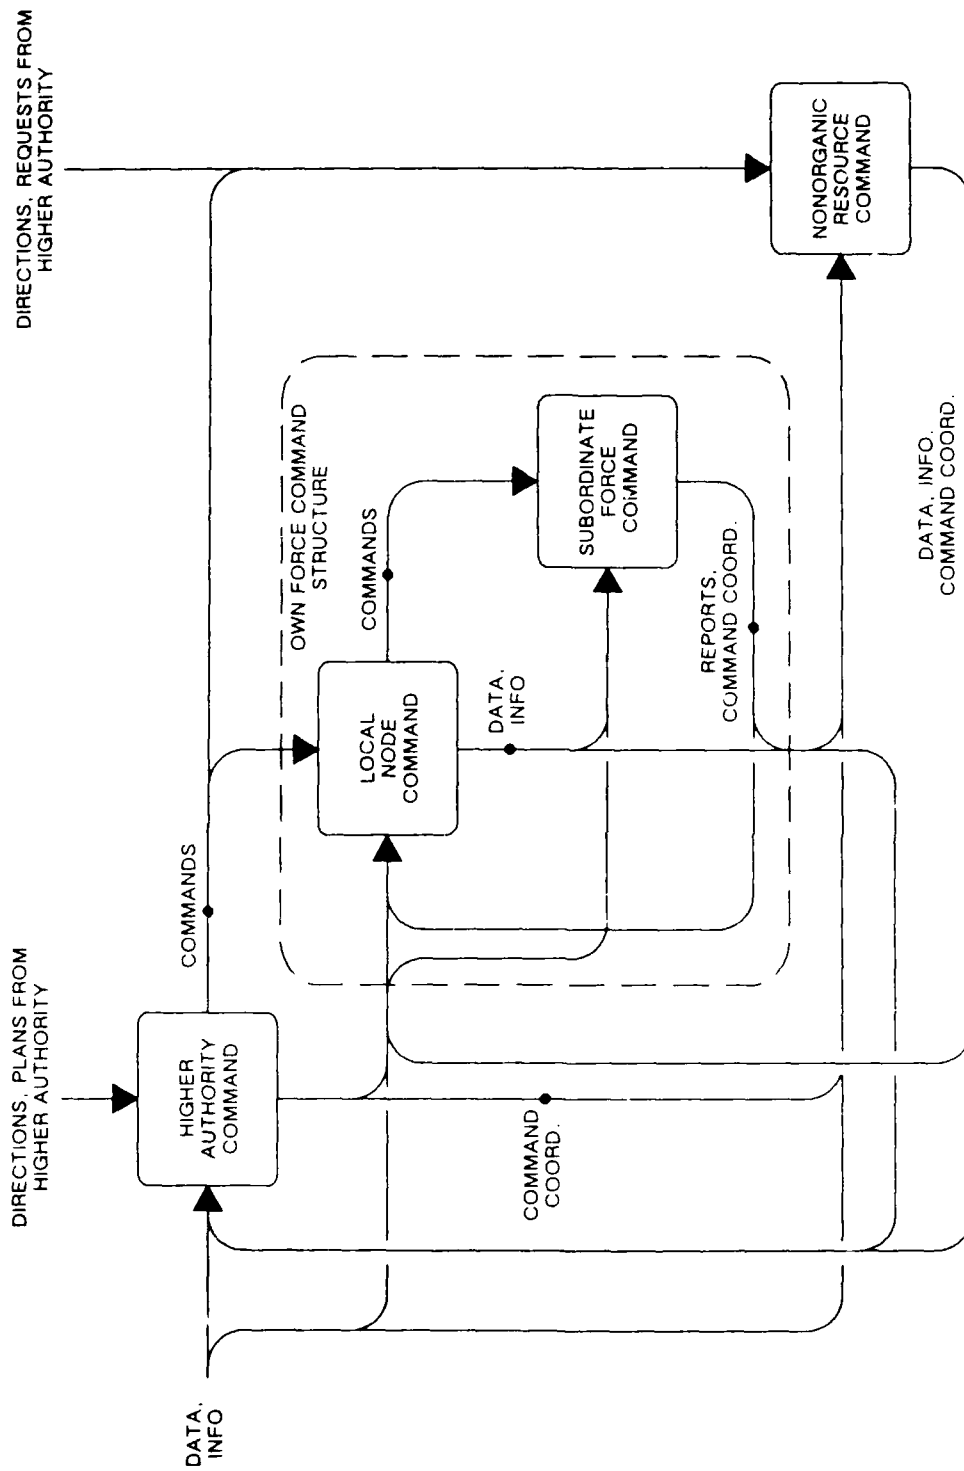 DIRECTIONS, PLANS FROM
HIGHER AUTHORITY
DIRECTIONS, REQUESTS FROM
HIGHER AUTHORITY
DATA,
INFO
HIGHER
AUTHORITY
COMMAND
COMMANDS
OWN FORCE COMMAND
STRUCTURE
LOCAL
NODE
COMMAND
COMMANDS
DATA,
INFO
SUBORDINATE
FORCE
COMMAND
COMMAND
COORD.
REPORTS,
COMMAND COORD.
NONORGANIC
RESOURCE
COMMAND
DATA, INFO.
COMMAND COORD.